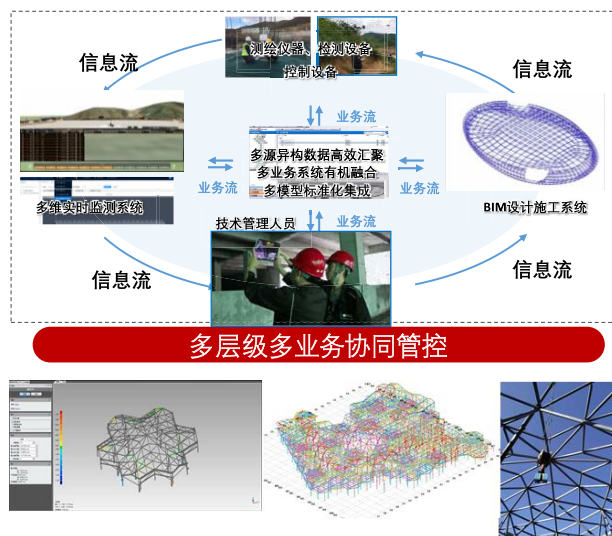 测绘仪器、检测设备
控制设备
信息流
信息流
业务流
多源异构数据高效汇聚
多业务系统有机融合
多模型标准化集成
业务流
业务流
多维实时监测系统
BIM设计施工系统
技术管理人员
业务流
信息流
信息流
多层级多业务协同管控